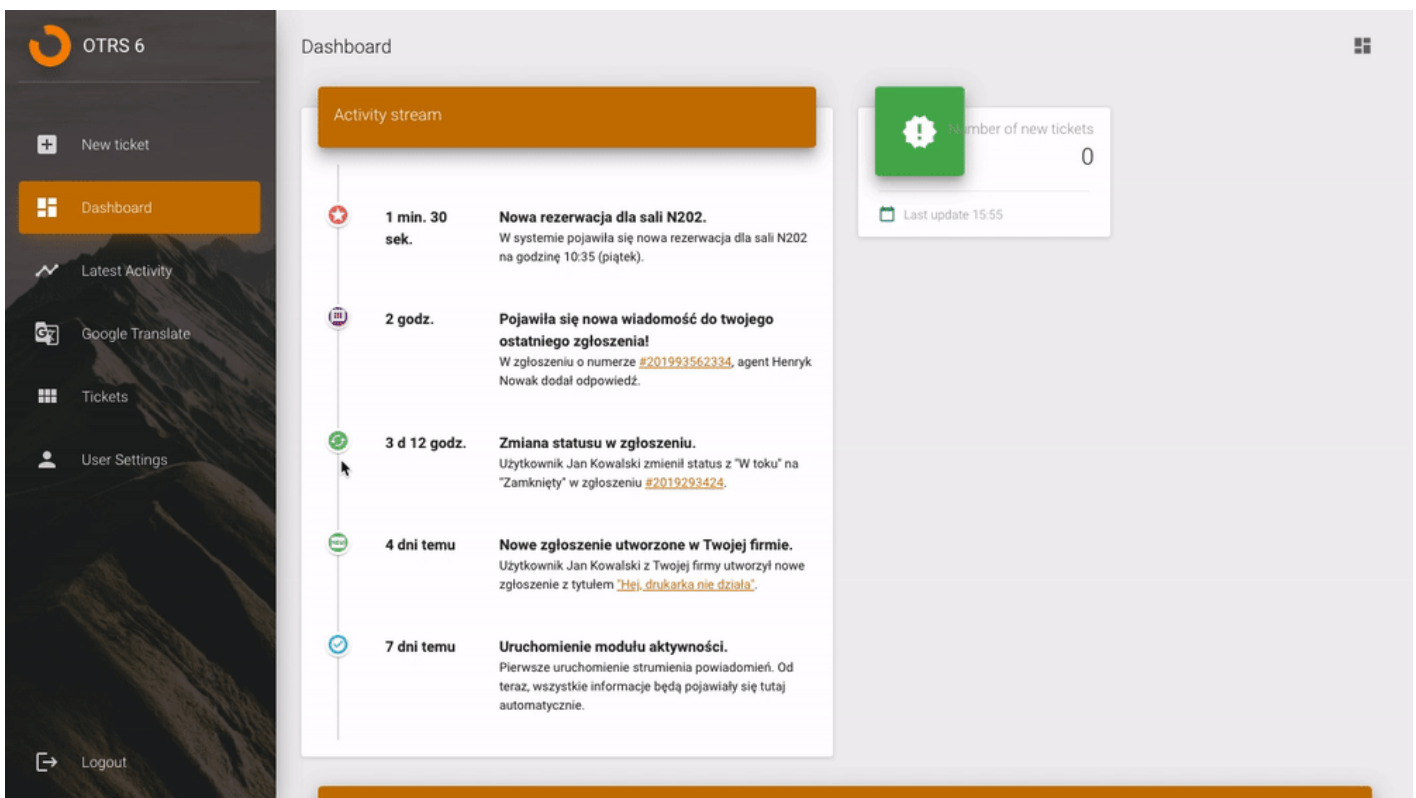 OTRS 6
New ticket
Dashboard
Latest Activity
Google Translate
Tickets
User Settings
Logout
Dashboard
Activity stream
1 min. 30
sek.
Nowa rezerwacja dla sali N202.
W systemie pojawiła się nowa rezerwacja dla sali N202
na godzinę 10:35 (piątek).
2 godz.
Pojawiła się nowa wiadomość do twojego
ostatniego zgłoszenia!
W zgłoszeniu o numerze #201993562334, agent Henryk
Nowak dodał odpowiedź.
3 d 12 godz.
Zmiana statusu w zgłoszeniu.
Użytkownik Jan Kowalski zmienił status z "W toku" na
"Zamknięty" w zgłoszeniu #2019293424.
4 dni temu
Nowe zgłoszenie utworzone w Twojej firmie.
Użytkownik Jan Kowalski z Twojej firmy utworzył nowe
zgłoszenie z tytułem "Hej, drukarka nie działa".
7 dni temu
Uruchomienie modułu aktywności.
Pierwsze uruchomienie strumienia powiadomień. Od
teraz, wszystkie informacje będą pojawiały się tutaj
automatycznie.
Number of new tickets
0
Last update 15:55